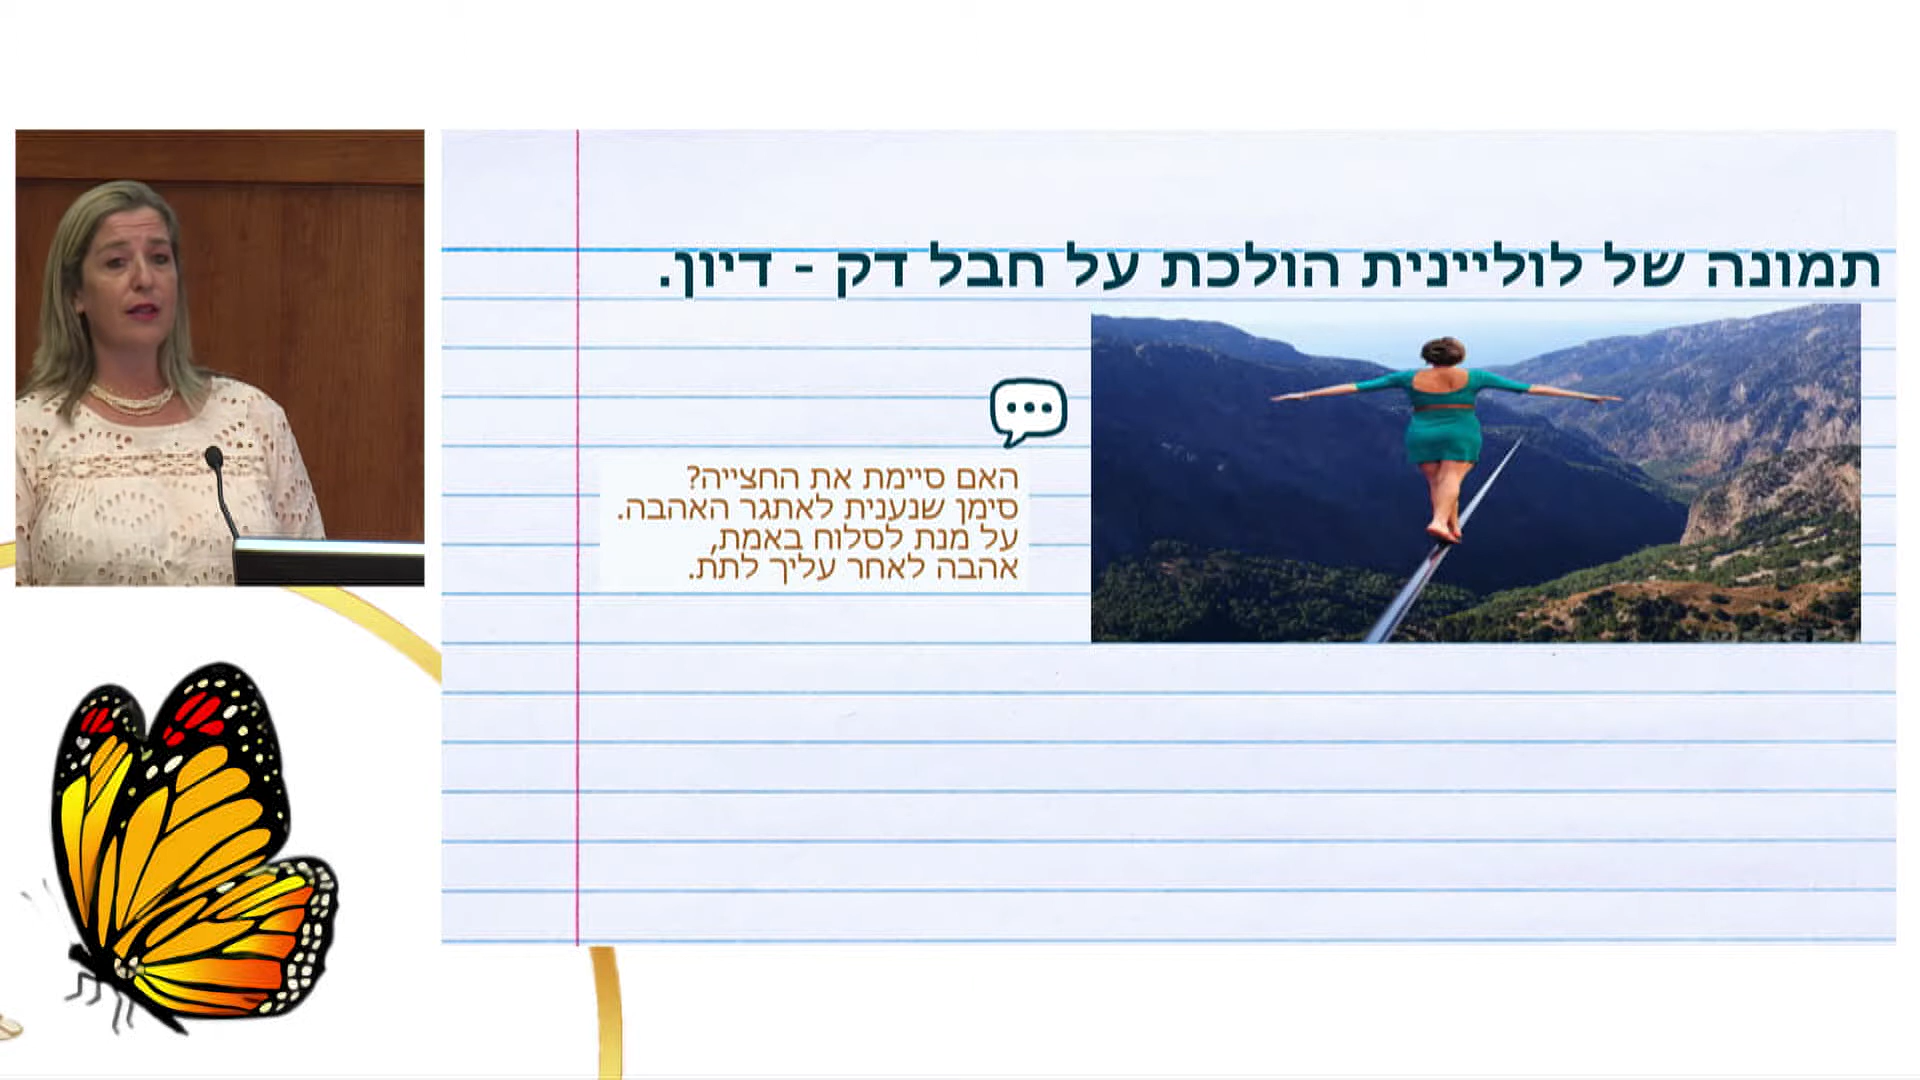 תמונה של לוליינית הולכת על חבל דק - דיון.
האם סיימת את החצייה?
סימן שנענית לאתגר האהבה.
על מנת לסלוח באמת,
אהבה לאחר עליך לתת.